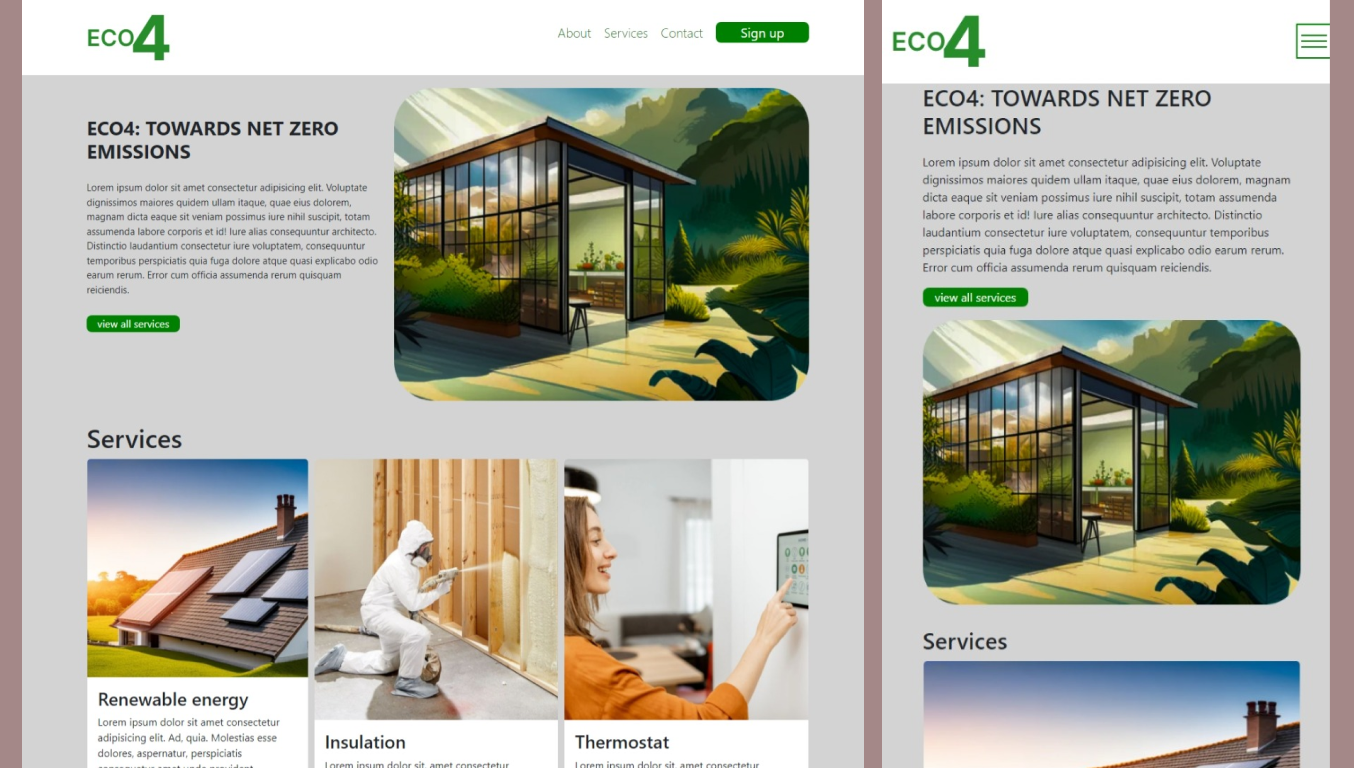 ECO4
About Services Contact Sign up
ECO4: TOWARDS NET ZERO
EMISSIONS
Lorem ipsum dolor sit amet consectetur adipisicing elit. Voluptate
dignissimos maiores quidem ullam itaque, quae eius dolorem,
magnam dicta eaque sit veniam possimus iure nihil suscipit, totam
assumenda labore corporis et id! Iure alias consequuntur architecto.
Distinctio laudantium consectetur iure voluptatem, consequuntur
temporibus perspiciatis quia fuga dolore atque quasi explicabo odio
earum rerum. Error cum officia assumenda rerum quisquam
reiciendis.
view all services
Services
Renewable energy
Lorem ipsum dolor sit amet consectetur
adipisicing elit. Ad, quia. Molestias esse
dolores, aspernatur, perspiciatis
Insulation
Lorem ipsum dolor sit amet consectetur
Thermostat
Lorem ipsum dolor sit, amet consectetur
ECO4
ECO4: TOWARDS NET ZERO
EMISSIONS
Lorem ipsum dolor sit amet consectetur adipisicing elit. Voluptate
dignissimos maiores quidem ullam itaque, quae eius dolorem, magnam
dicta eaque sit veniam possimus iure nihil suscipit, totam assumenda
labore corporis et id! Iure alias consequuntur architecto. Distinctio
laudantium consectetur iure voluptatem, consequuntur temporibus
perspiciatis quia fuga dolore atque quasi explicabo odio earum rerum.
Error cum officia assumenda rerum quisquam reiciendis.
view all services
Services